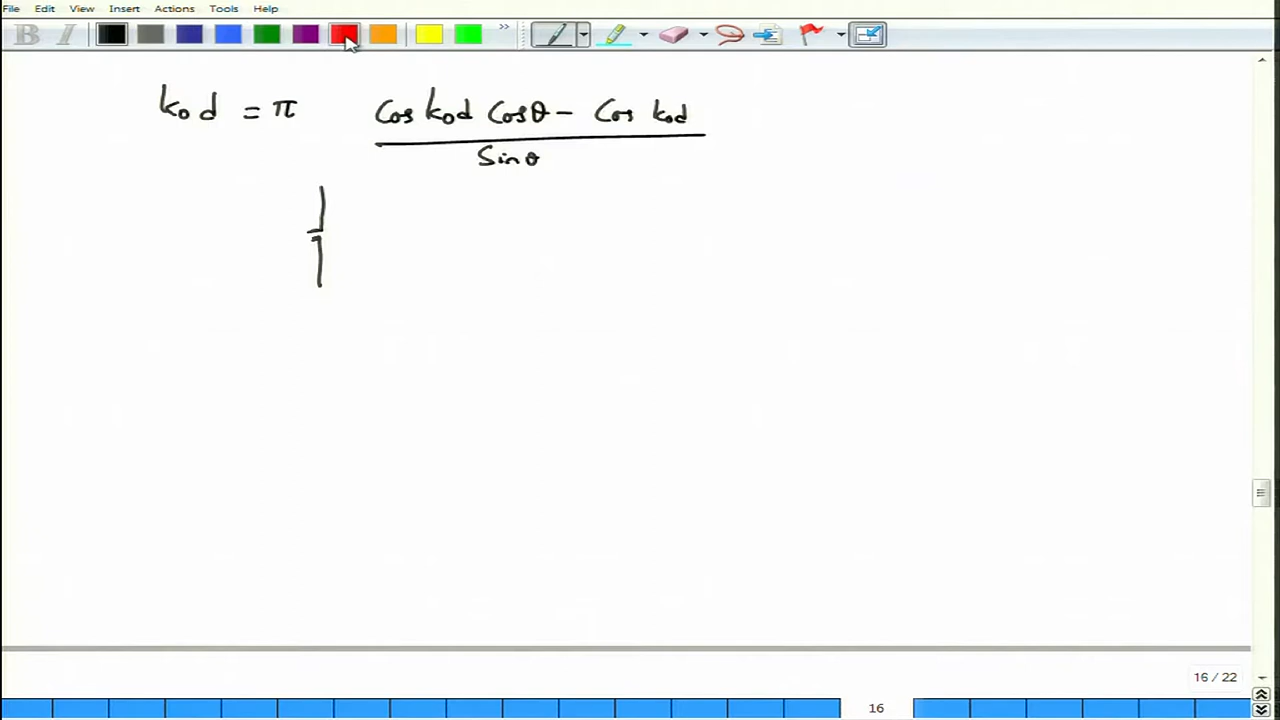 File Edit View Insert Actions Tools Help
B I
k₀d = π cos k₀d cosθ − cos k₀d
sinθ
16 / 22
16